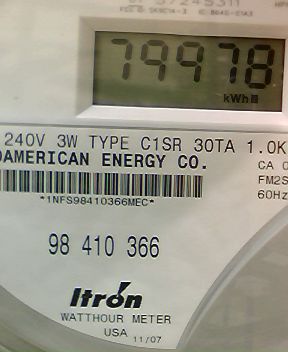 79978
kWh
240V 3W TYPE C1SR 30TA 1.0K
AMERICAN ENERGY CO.
CA 0
*1NFS98410366MEC*
FM2S
60Hz
98 410 366
Itron
WATTHOUR METER
USA 11/07